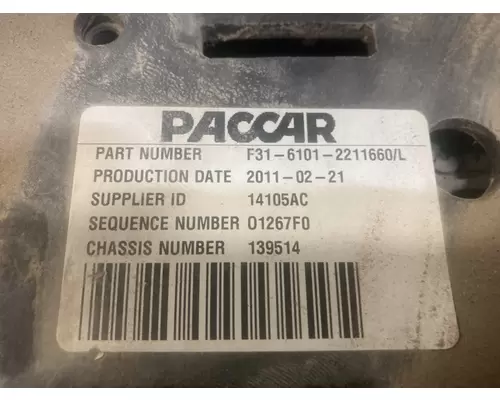 PACCAR
PART NUMBER F31-6101-2211660/L
PRODUCTION DATE 2011-02-21
SUPPLIER ID 14105AC
SEQUENCE NUMBER 01267F0
CHASSIS NUMBER 139514